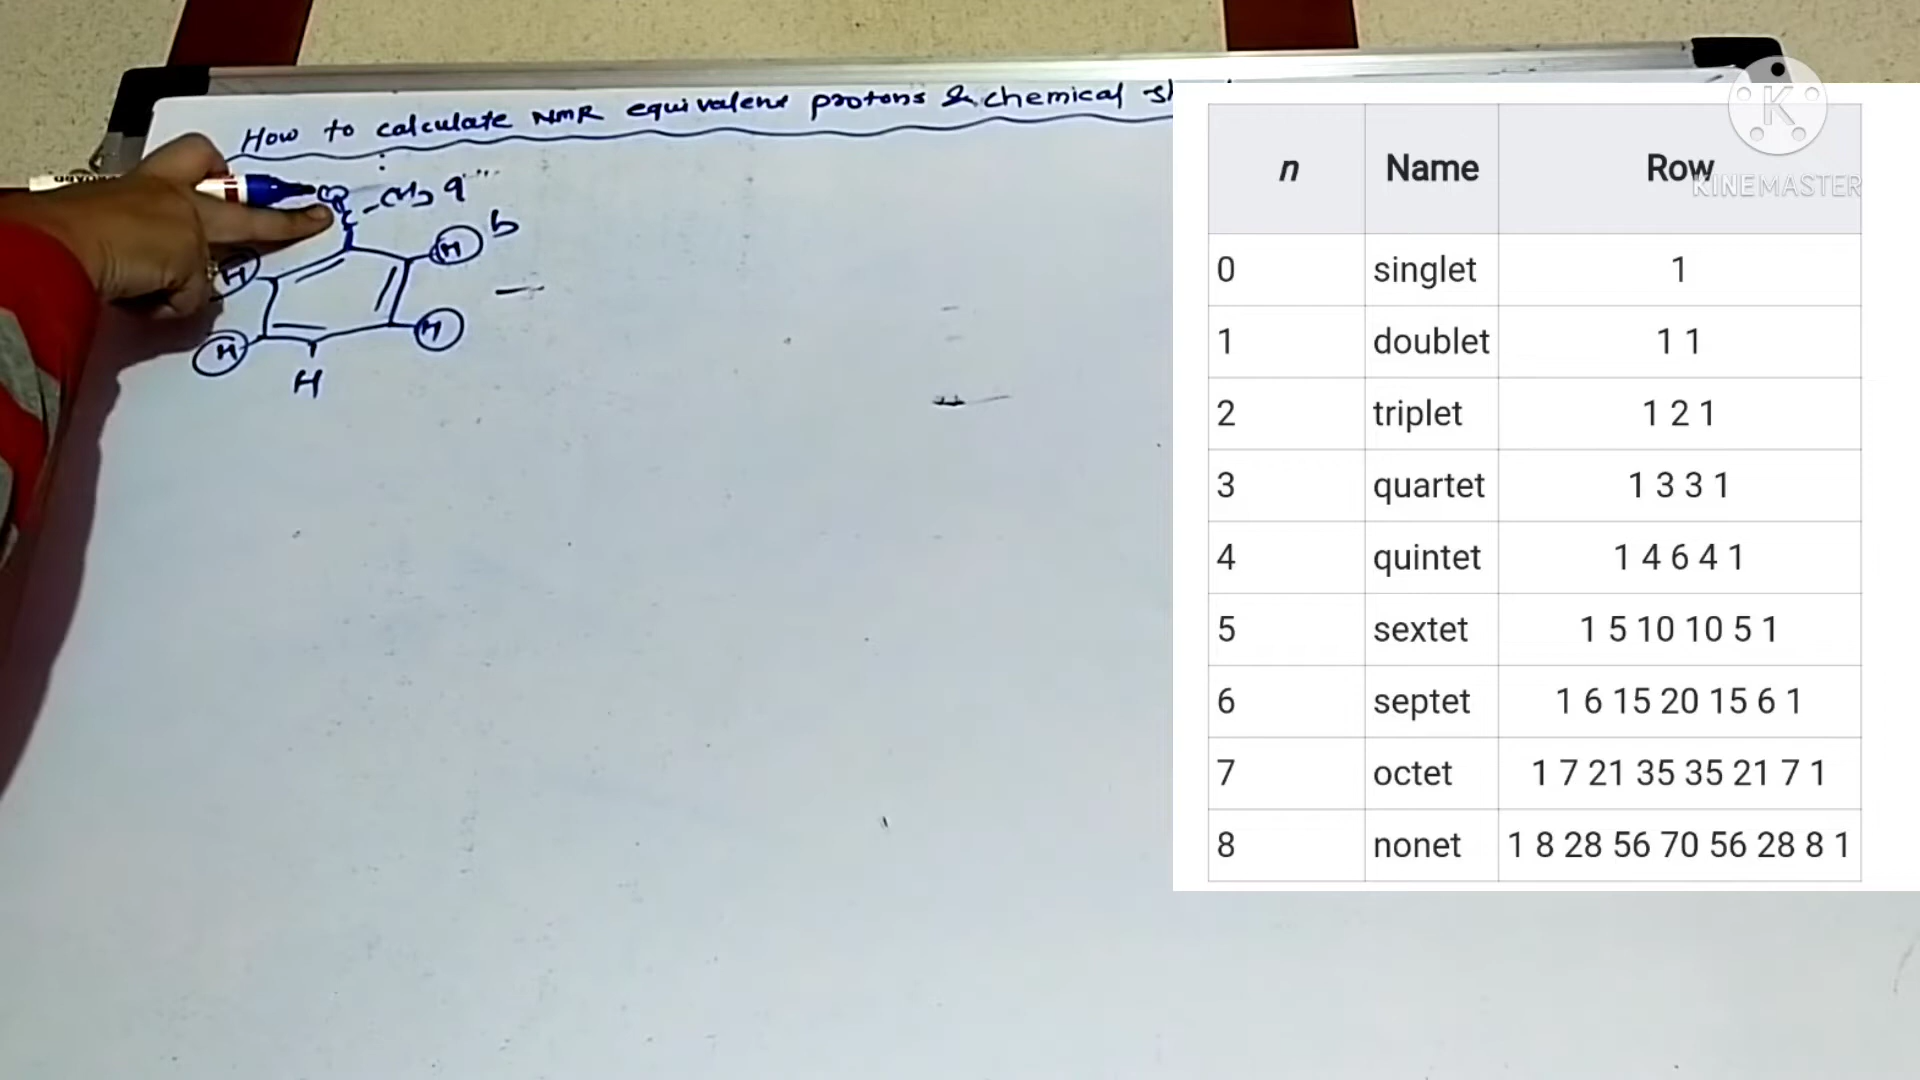 How to calculate NMR equivalent protons & chemical sh
CH3 a
C
H
H b
H
H
H
n Name Row
0 singlet 1
1 doublet 1 1
2 triplet 1 2 1
3 quartet 1 3 3 1
4 quintet 1 4 6 4 1
5 sextet 1 5 10 10 5 1
6 septet 1 6 15 20 15 6 1
7 octet 1 7 21 35 35 21 7 1
8 nonet 1 8 28 56 70 56 28 8 1
K
KINEMASTER